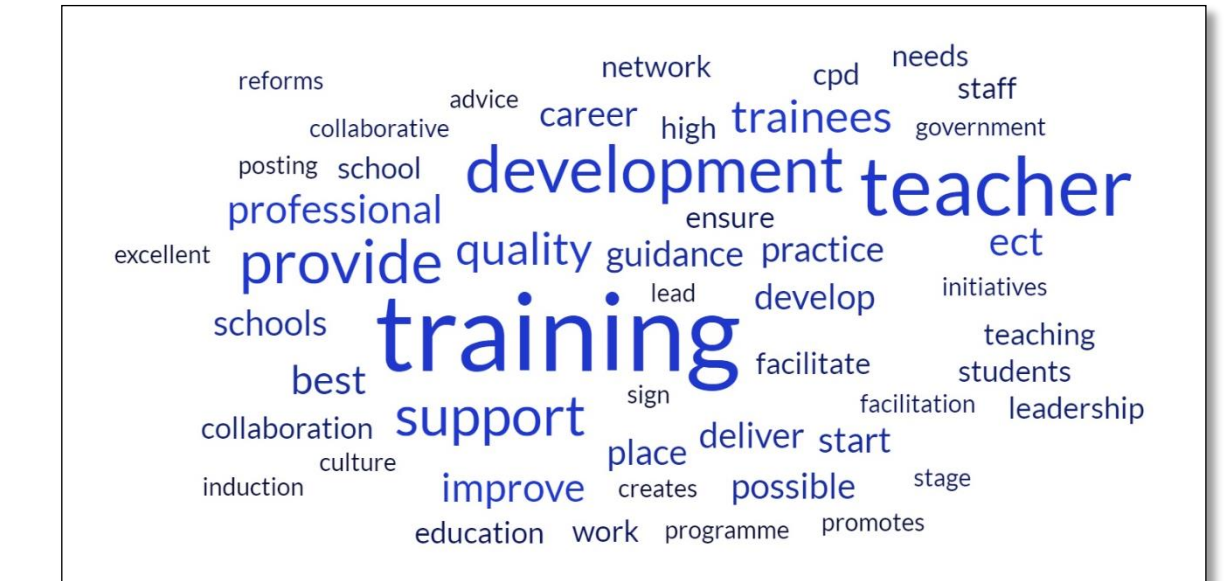 needs
network
cpd
reforms
staff
advice
career
trainees
high
government
collaborative
development
posting
school
teacher
professional
ensure
ect
quality
practice
guidance
excellent
provide
initiatives
lead
develop
schools
training
teaching
facilitate
students
best
sign
facilitation
leadership
support
collaboration
deliver
start
place
culture
stage
induction
improve
creates
possible
promotes
education
work
programme